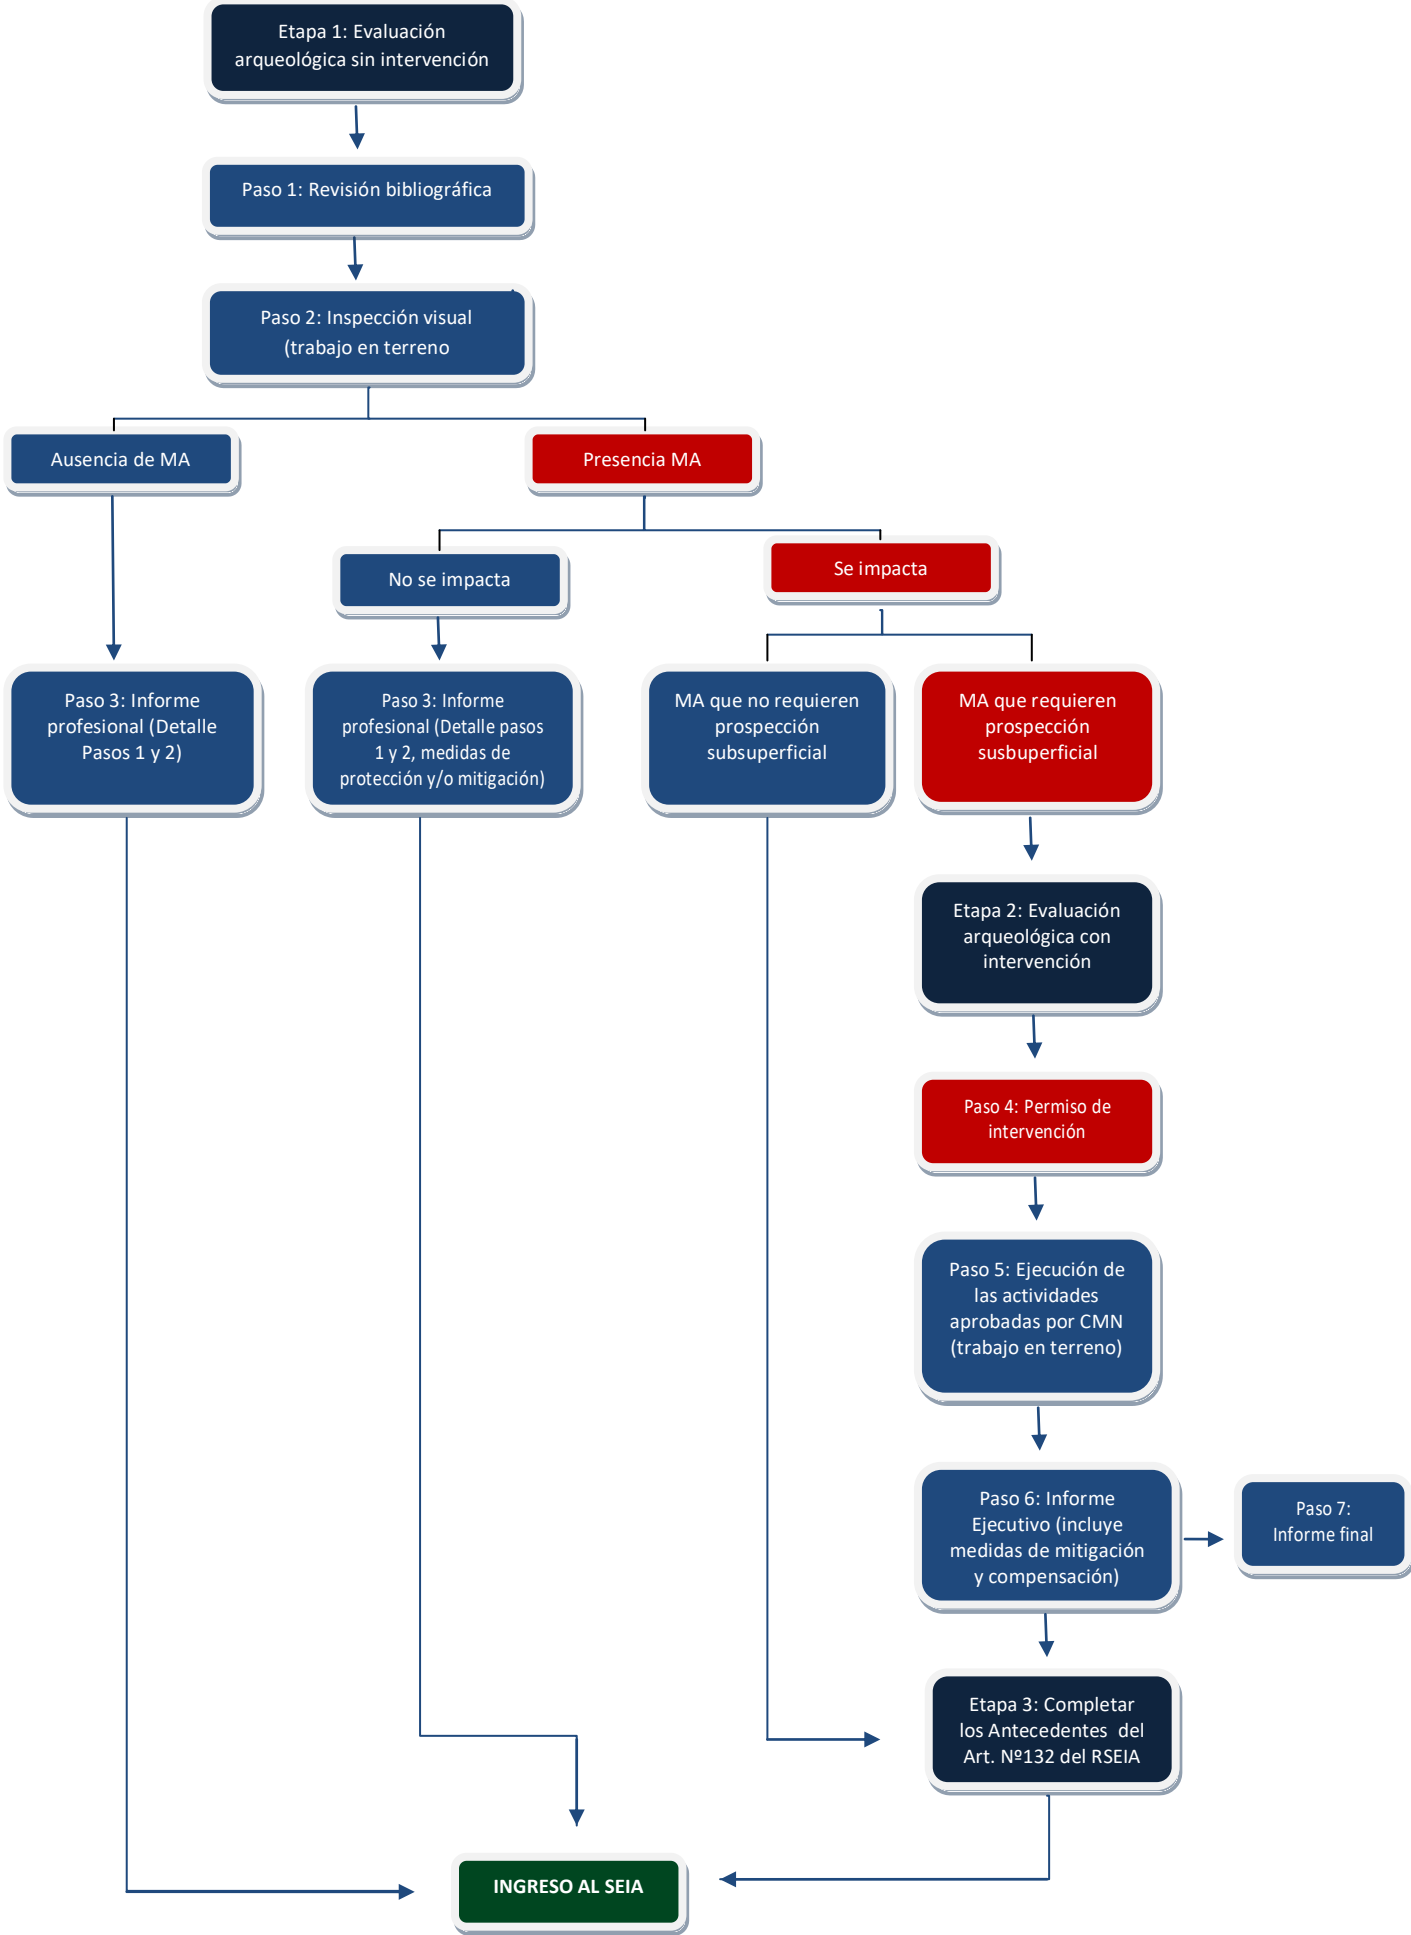 Etapa 1: Evaluación
arqueológica sin intervención
Paso 1: Revisión bibliográfica
Paso 2: Inspección visual
(trabajo en terreno
Ausencia de MA
Presencia MA
No se impacta
Se impacta
Paso 3: Informe
profesional (Detalle
Pasos 1 y 2)
Paso 3: Informe
profesional (Detalle pasos
1 y 2, medidas de
protección y/o mitigación)
MA que no requieren
prospección
subsuperficial
MA que requieren
prospección
susbuperficial
Etapa 2: Evaluación
arqueológica con
intervención
Paso 4: Permiso de
intervención
Paso 5: Ejecución de
las actividades
aprobadas por CMN
(trabajo en terreno)
Paso 6: Informe
Ejecutivo (incluye
medidas de mitigación
y compensación)
Paso 7:
Informe final
Etapa 3: Completar
los Antecedentes  del
Art. Nº132 del RSEIA
INGRESO AL SEIA